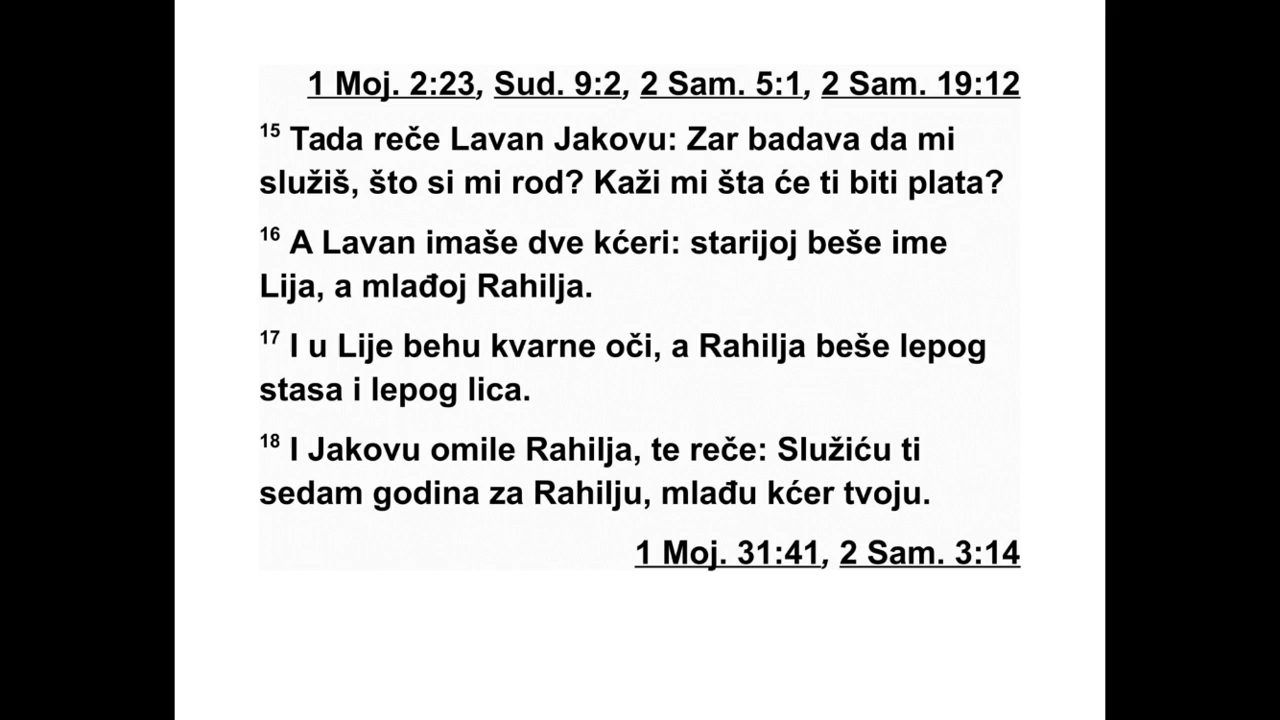 1 Moj. 2:23, Sud. 9:2, 2 Sam. 5:1, 2 Sam. 19:12
15 Tada reče Lavan Jakovu: Zar badava da mi
služiš, što si mi rod? Kaži mi šta će ti biti plata?
16 A Lavan imaše dve kćeri: starijoj beše ime
Lija, a mlađoj Rahilja.
17 I u Lije behu kvarne oči, a Rahilja beše lepog
stasa i lepog lica.
18 I Jakovu omile Rahilja, te reče: Služiću ti
sedam godina za Rahilju, mlađu kćer tvoju.
1 Moj. 31:41, 2 Sam. 3:14